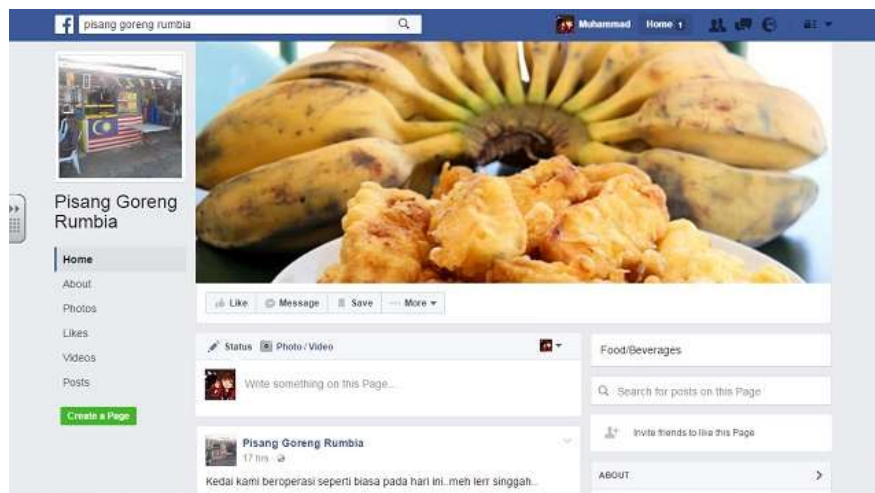 pisang goreng rumbia
Muhammad Home 1
Pisang Goreng
Rumbia
Home
About
Photos
Likes
Videos
Posts
Create a Page
Like Message Save More
Status Photo / Video
Write something on this Page...
Pisang Goreng Rumbia
17 hrs
Kedai kami beroperasi seperti biasa pada hari ini..meh lerr singgah..
Food/Beverages
Search for posts on this Page
Invite friends to like this Page
ABOUT